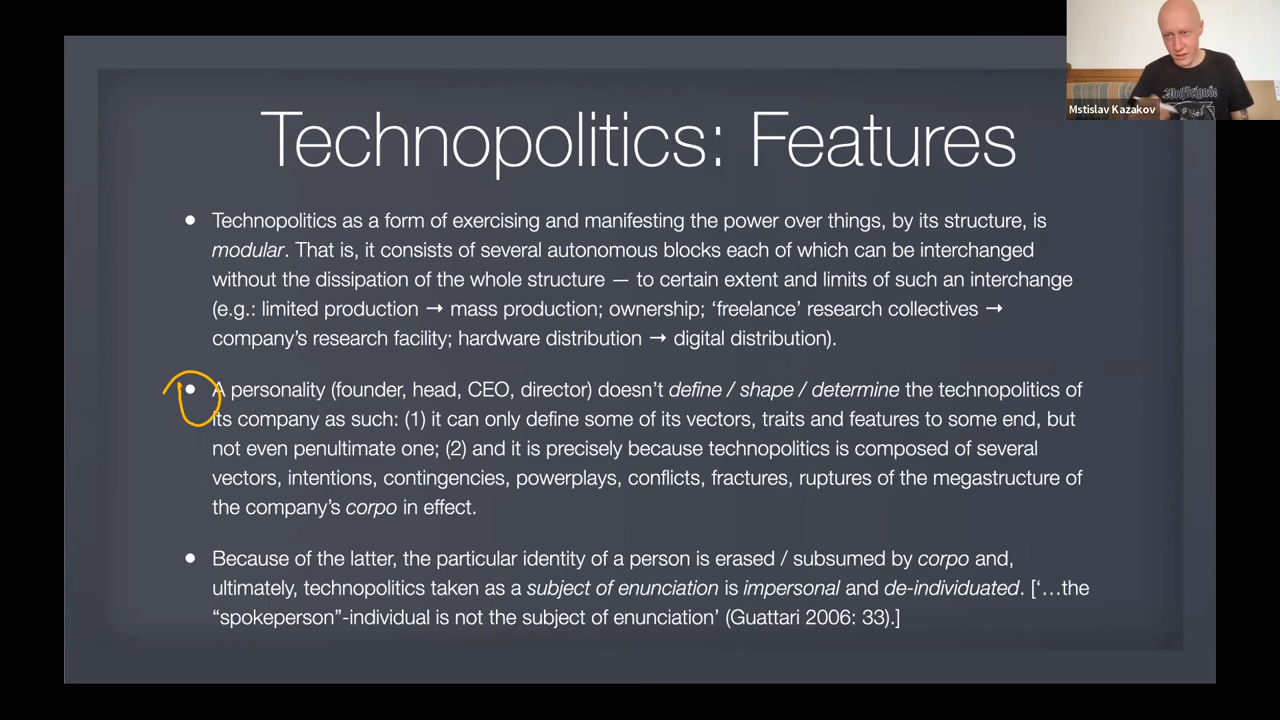 Mstislav Kazakov
Technopolitics: Features
• Technopolitics as a form of exercising and manifesting the power over things, by its structure, is
modular. That is, it consists of several autonomous blocks each of which can be interchanged
without the dissipation of the whole structure — to certain extent and limits of such an interchange
(e.g.: limited production → mass production; ownership; ‘freelance’ research collectives →
company’s research facility; hardware distribution → digital distribution).
• A personality (founder, head, CEO, director) doesn’t define / shape / determine the technopolitics of
its company as such: (1) it can only define some of its vectors, traits and features to some end, but
not even penultimate one; (2) and it is precisely because technopolitics is composed of several
vectors, intentions, contingencies, powerplays, conflicts, fractures, ruptures of the megastructure of
the company’s corpo in effect.
• Because of the latter, the particular identity of a person is erased / subsumed by corpo and,
ultimately, technopolitics taken as a subject of enunciation is impersonal and de-individuated. [‘…the
“spokeperson”-individual is not the subject of enunciation’ (Guattari 2006: 33).]